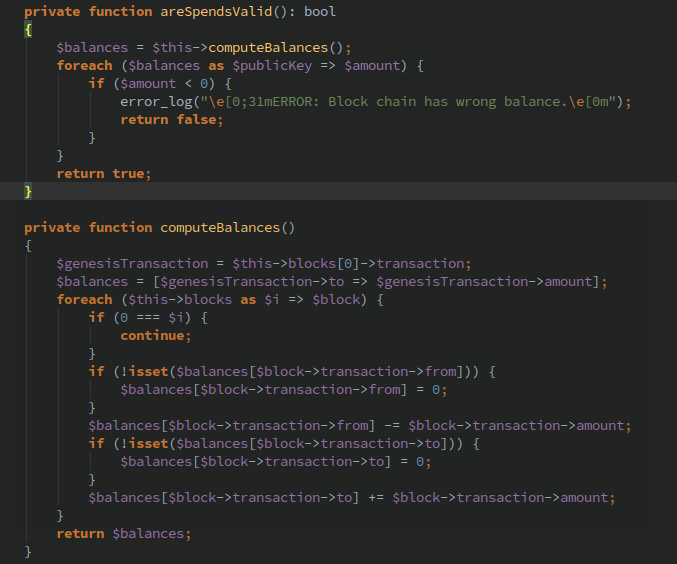 private function areSpendsValid(): bool
{
    $balances = $this->computeBalances();
    foreach ($balances as $publicKey => $amount) {
        if ($amount < 0) {
            error_log("\e[0;31mERROR: Block chain has wrong balance.\e[0m");
            return false;
        }
    }
    return true;
}
private function computeBalances()
{
    $genesisTransaction = $this->blocks[0]->transaction;
    $balances = [$genesisTransaction->to => $genesisTransaction->amount];
    foreach ($this->blocks as $i => $block) {
        if (0 === $i) {
            continue;
        }
        if (!isset($balances[$block->transaction->from])) {
            $balances[$block->transaction->from] = 0;
        }
        $balances[$block->transaction->from] -= $block->transaction->amount;
        if (!isset($balances[$block->transaction->to])) {
            $balances[$block->transaction->to] = 0;
        }
        $balances[$block->transaction->to] += $block->transaction->amount;
    }
    return $balances;
}